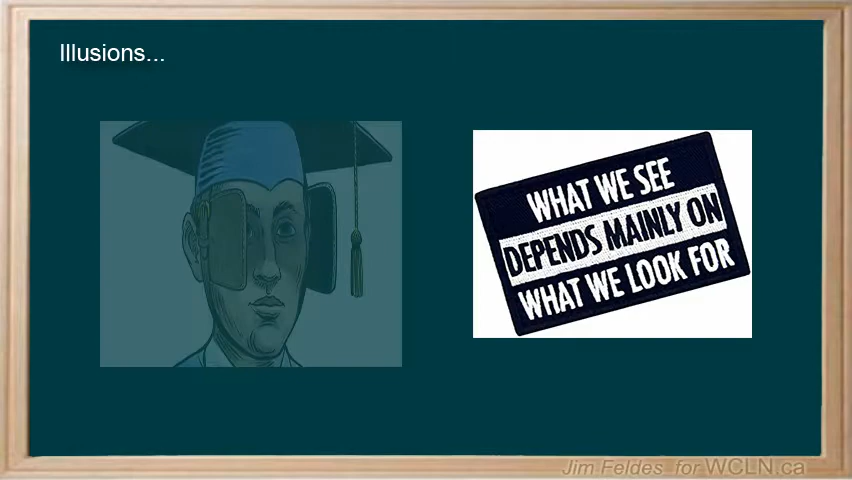 Illusions...
WHAT WE SEE
DEPENDS MAINLY ON
WHAT WE LOOK FOR
Jim Feldes for WCLN.ca